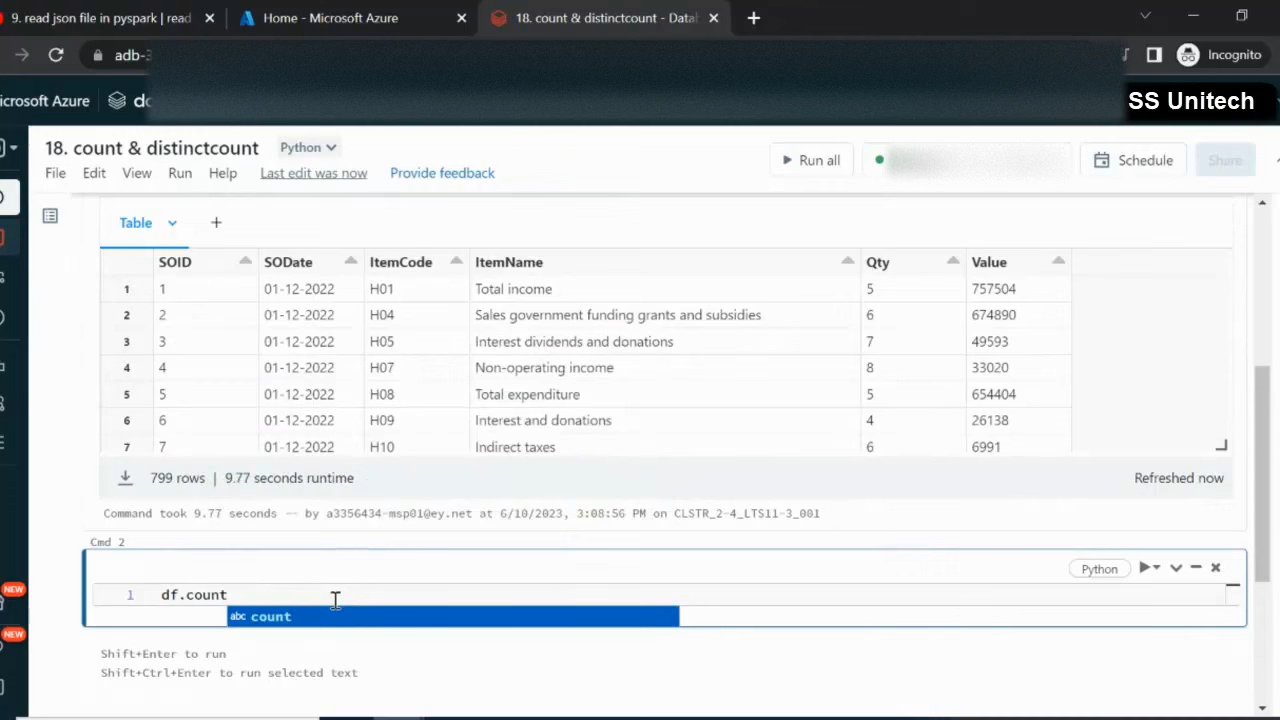 9. read json file in pyspark | read
Home - Microsoft Azure
18. count & distinctcount - Data
adb-3
Incognito
icrosoft Azure
SS Unitech
18. count & distinctcount
Python
Run all
Schedule
Share
File Edit View Run Help Last edit was now Provide feedback
Table
SOID SODate ItemCode ItemName Qty Value
1 1 01-12-2022 H01 Total income 5 757504
2 2 01-12-2022 H04 Sales government funding grants and subsidies 6 674890
3 3 01-12-2022 H05 Interest dividends and donations 7 49593
4 4 01-12-2022 H07 Non-operating income 8 33020
5 5 01-12-2022 H08 Total expenditure 5 654404
6 6 01-12-2022 H09 Interest and donations 4 26138
7 7 01-12-2022 H10 Indirect taxes 6 6991
799 rows | 9.77 seconds runtime
Refreshed now
Command took 9.77 seconds -- by a3356434-msp01@ey.net at 6/10/2023, 3:08:56 PM on CLSTR_2-4_LTS11-3_001
Cmd 2
Python
1 df.count
abc count
NEW
NEW
Shift+Enter to run
Shift+Ctrl+Enter to run selected text